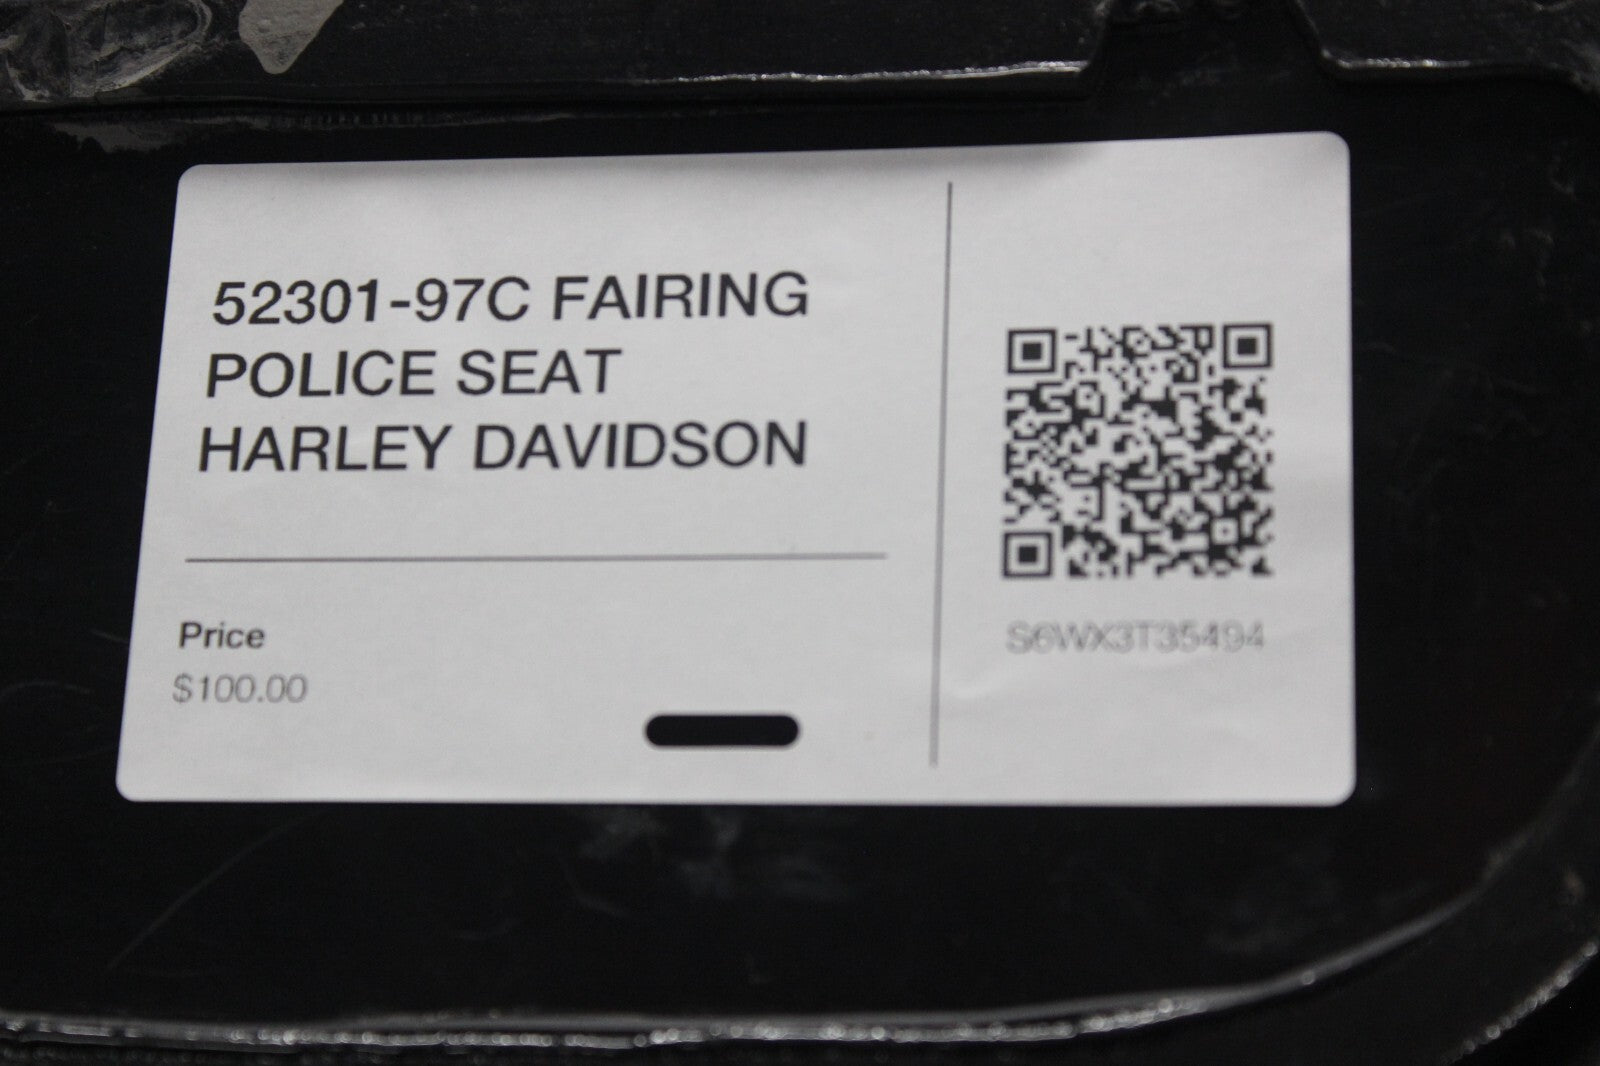 52301-97C FAIRING
POLICE SEAT
HARLEY DAVIDSON
Price
$100.00
S6WX3T35494